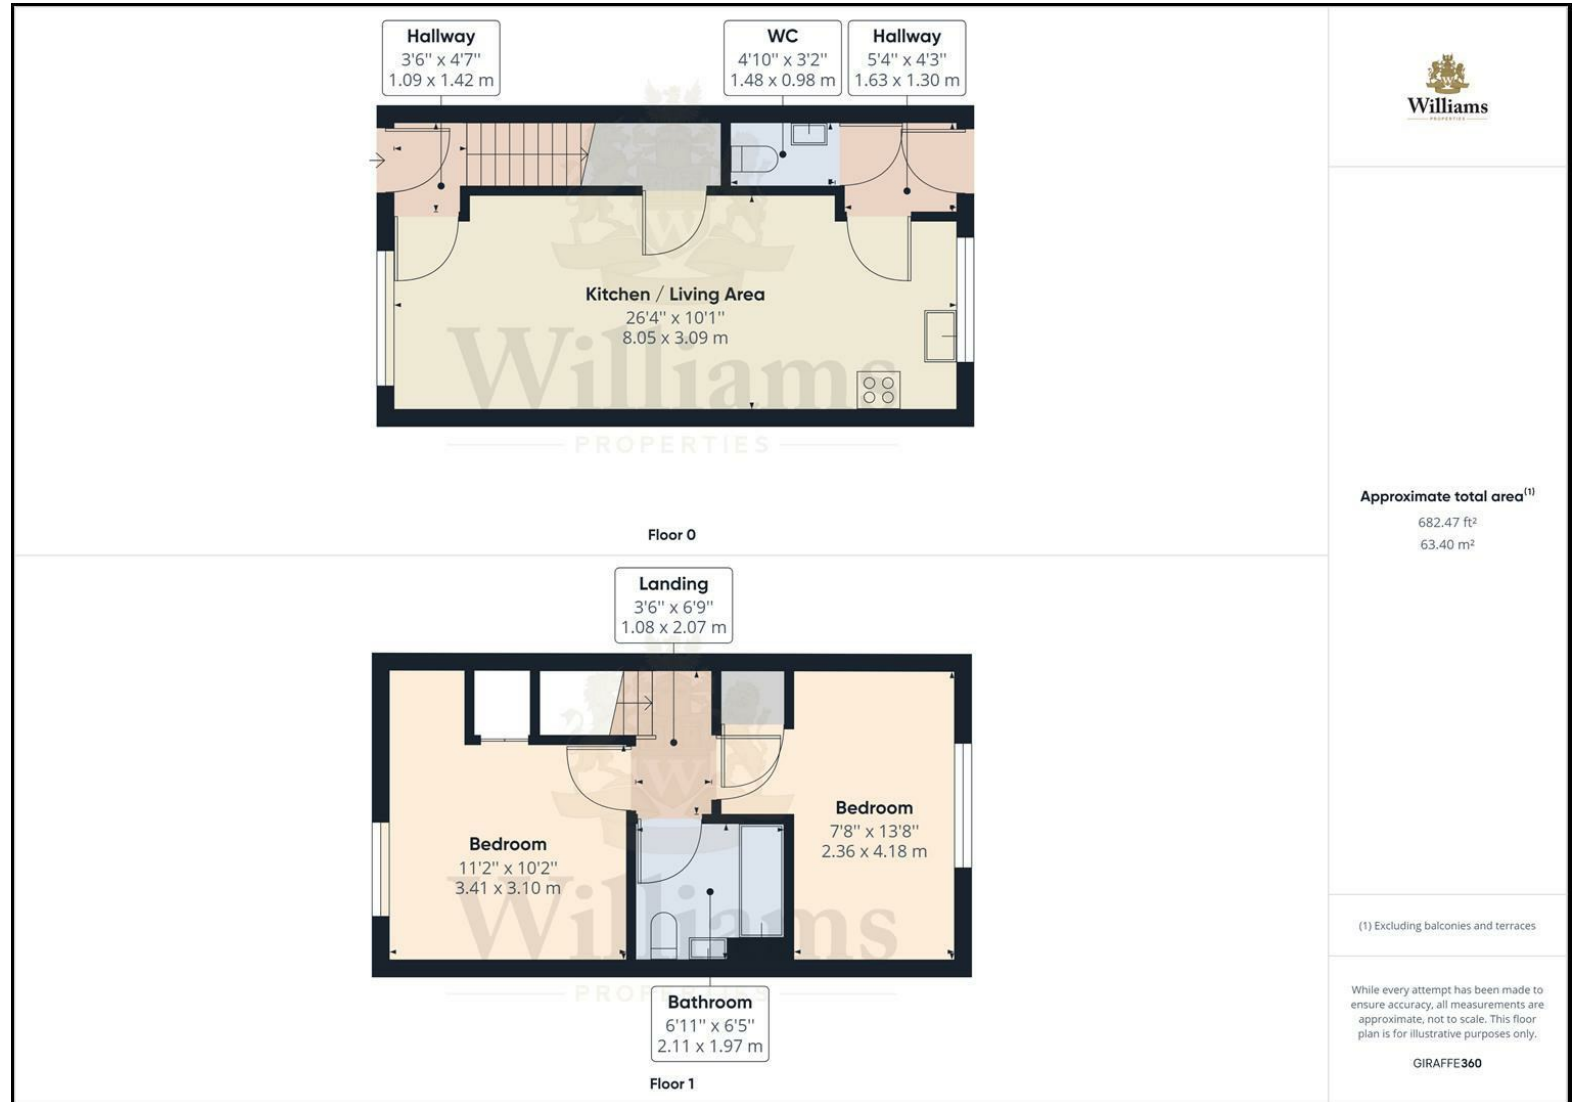 Hallway
3'6'' x 4'7''
1.09 x 1.42 m
WC
4'10'' x 3'2''
1.48 x 0.98 m
Hallway
5'4'' x 4'3''
1.63 x 1.30 m
Kitchen / Living Area
26'4'' x 10'1''
8.05 x 3.09 m
W
Williams
PROPERTIES
Floor 0
Landing
3'6'' x 6'9''
1.08 x 2.07 m
Bedroom
11'2'' x 10'2''
3.41 x 3.10 m
Bedroom
7'8'' x 13'8''
2.36 x 4.18 m
W
Williams
PROPERTIES
Bathroom
6'11'' x 6'5''
2.11 x 1.97 m
Floor 1
W
Williams
PROPERTIES
Approximate total area(1)
682.47 ft²
63.40 m²
(1) Excluding balconies and terraces
While every attempt has been made to
ensure accuracy, all measurements are
approximate, not to scale. This floor
plan is for illustrative purposes only.
GIRAFFE360